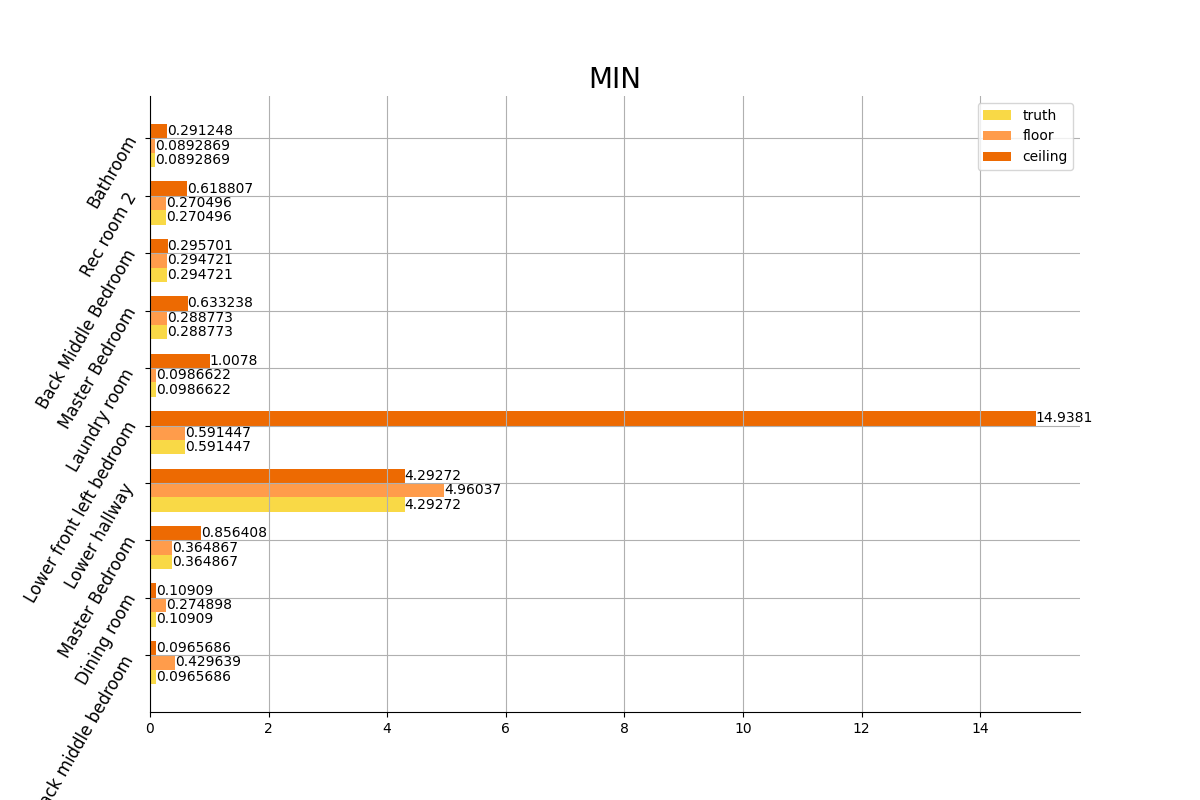 MIN
truth
floor
ceiling
Bathroom
0.291248
0.0892869
0.0892869
Rec room 2
0.618807
0.270496
0.270496
Back Middle Bedroom
0.295701
0.294721
0.294721
Master Bedroom
0.633238
0.288773
0.288773
Laundry room
1.0078
0.0986622
0.0986622
Lower front left bedroom
14.9381
0.591447
0.591447
Lower hallway
4.29272
4.96037
4.29272
Master Bedroom
0.856408
0.364867
0.364867
Dining room
0.10909
0.274898
0.10909
ack middle bedroom
0.0965686
0.429639
0.0965686
0 2 4 6 8 10 12 14